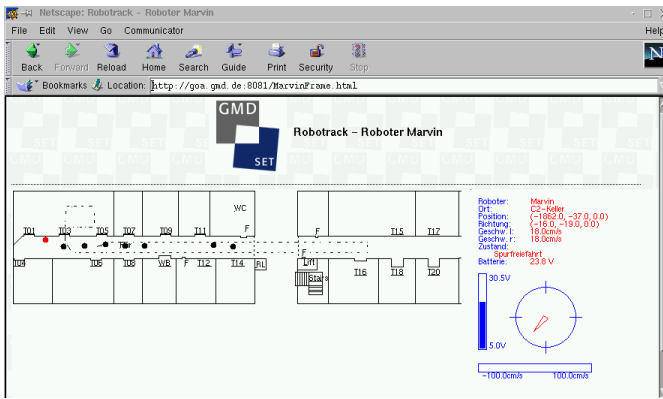 Netscape: Robotrack - Roboter Marvin
File Edit View Go Communicator Help
Back Forward Reload Home Search Guide Print Security Stop
N
Bookmarks Location: http://goa.gmd.de:8081/MarvinFrame.html
GMD
SET
Robotrack - Roboter Marvin
WC
T01 T03 T05 T07 T09 T11 F F T15 T17
T04 T06 T08 WB F T12 T14 RL F Lift T16 T18 T20
Stairs
Roboter: Marvin
Ort: C2-Keller
Position: (-1862.0, -37.0, 0.0)
Richtung: (-16.0, -19.0, 0.0)
Geschw. l: 18.0cm/s
Geschw. r: 18.0cm/s
Zustand:
Spurfreiefahrt
Batterie: 23.8 V
30.5V
5.0V
-100.0cm/s 100.0cm/s